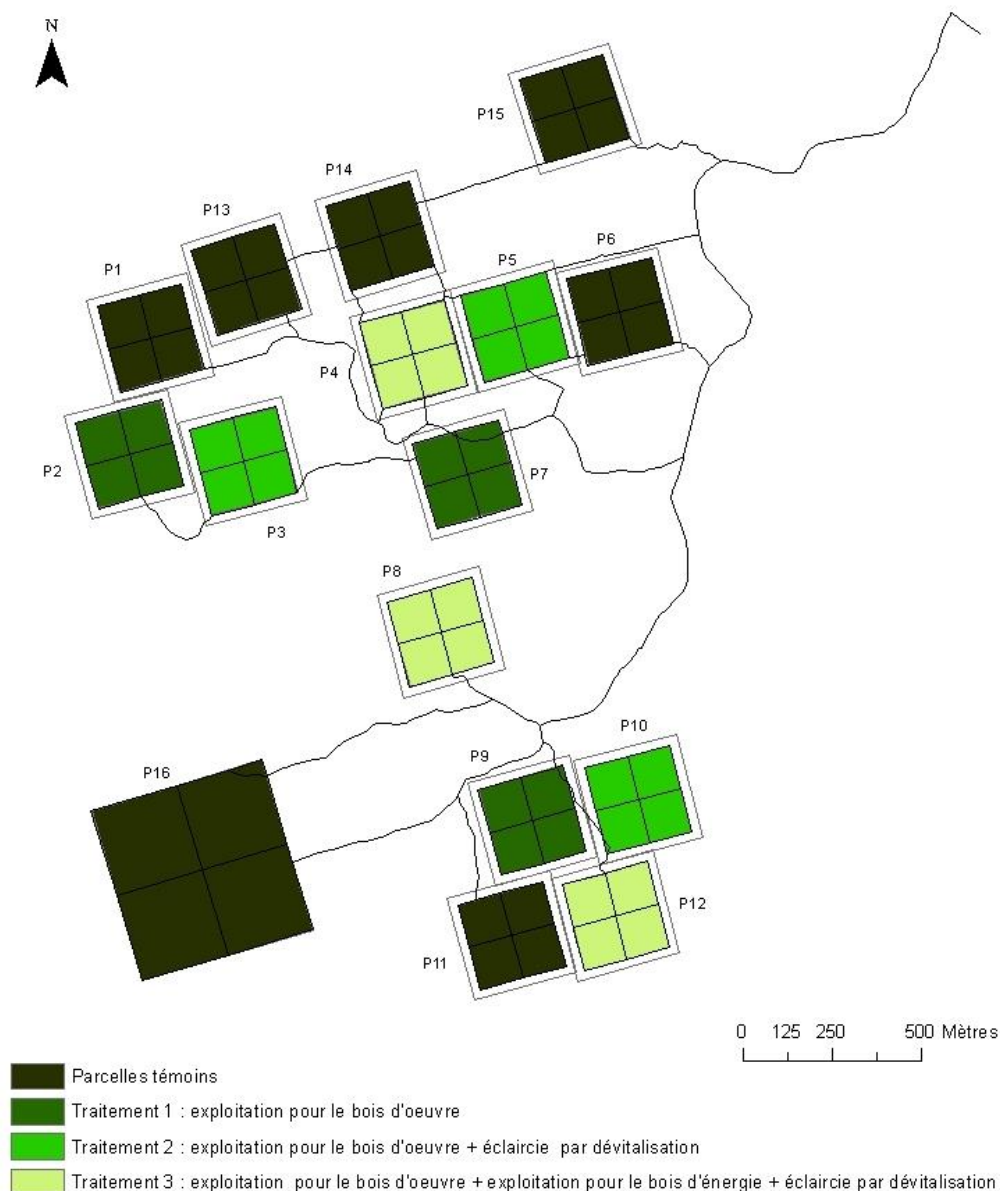 N
P15
P14
P13
P6
P5
P1
P4
P2
P7
P3
P8
P10
P9
P16
P12
P11
0 125 250 500 Mètres
Parcelles témoins
Traitement 1 : exploitation pour le bois d'oeuvre
Traitement 2 : exploitation pour le bois d'oeuvre + éclaircie par dévitalisation
Traitement 3 : exploitation pour le bois d'oeuvre + exploitation pour le bois d'énergie + éclaircie par dévitalisation